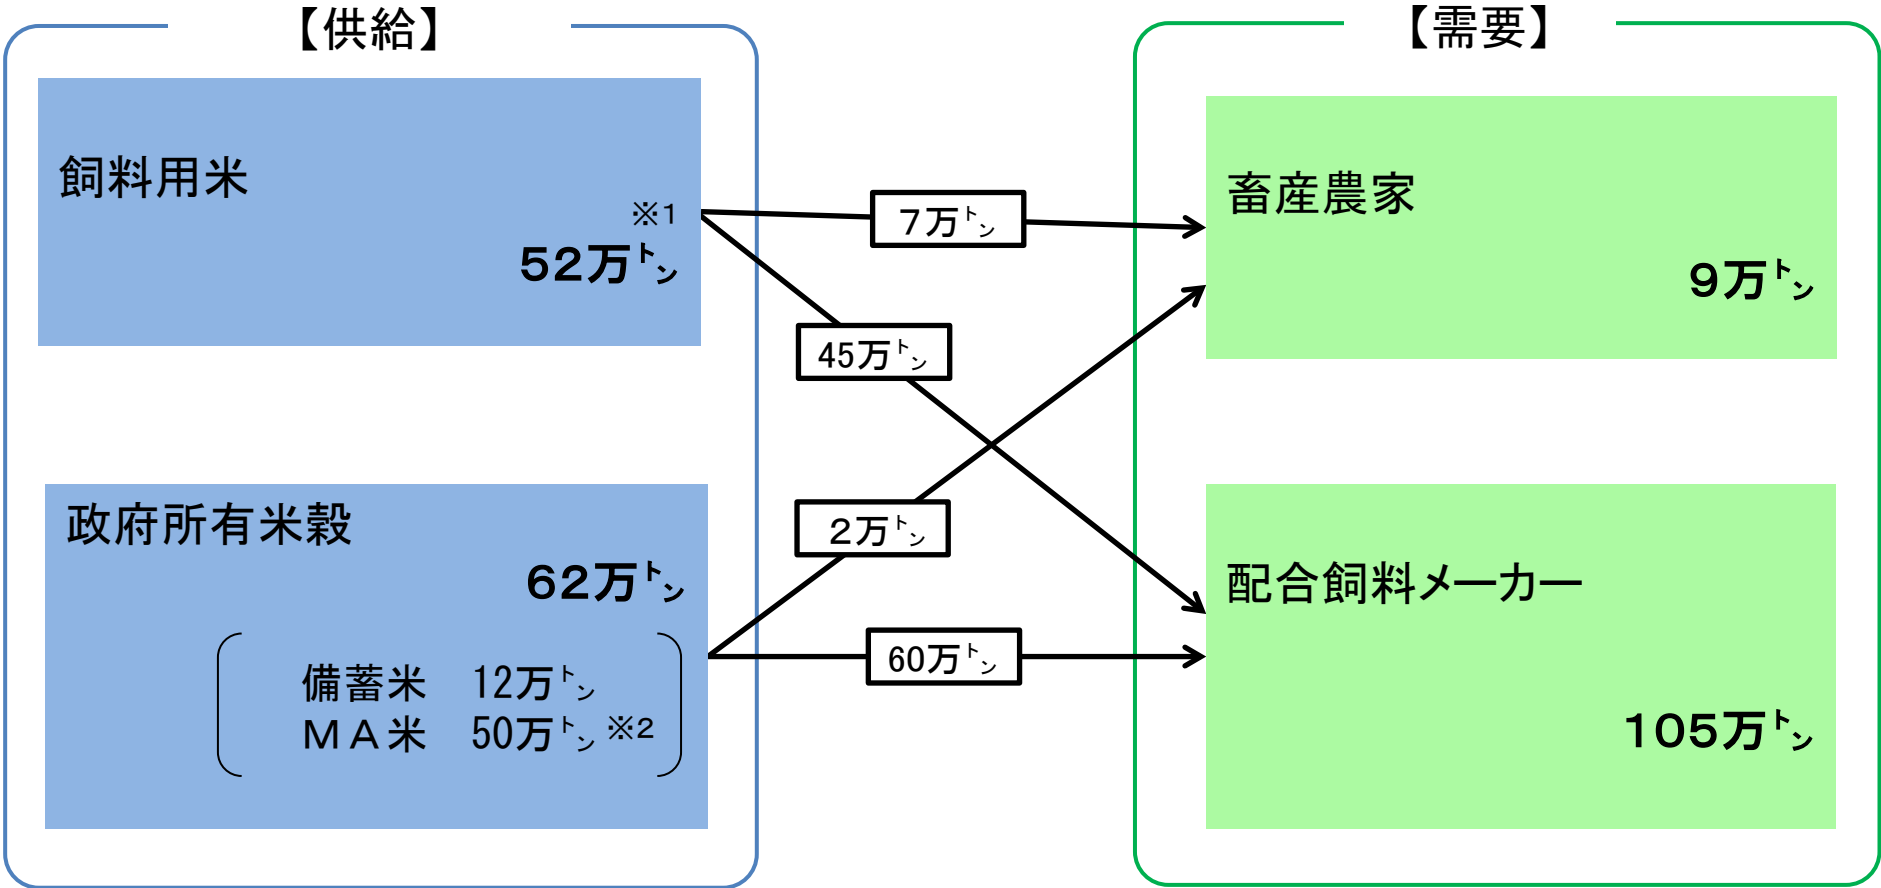 【供給】
飼料用米
※1
52万トン
政府所有米穀
62万トン
備蓄米 12万トン
ＭＡ米 50万トン ※2
7万トン
45万トン
2万トン
60万トン
【需要】
畜産農家
9万トン
配合飼料メーカー
105万トン